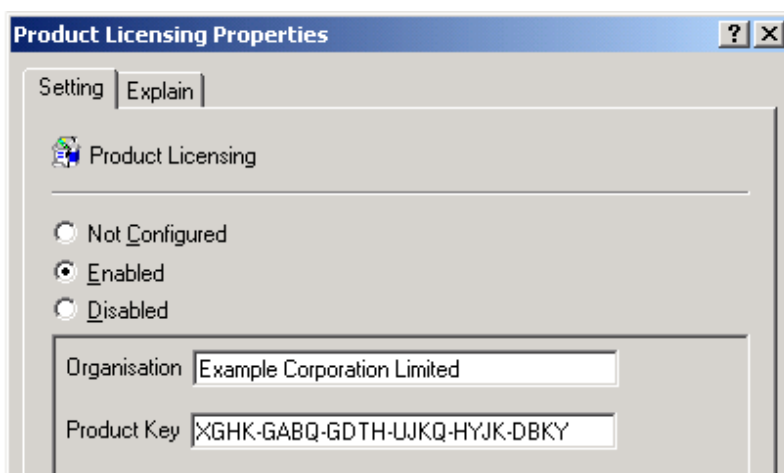 Product Licensing Properties ? X
Setting Explain
Product Licensing
Not Configured
Enabled
Disabled
Organisation Example Corporation Limited
Product Key XGHK-GABQ-GDTH-UJKQ-HYJK-DBKY